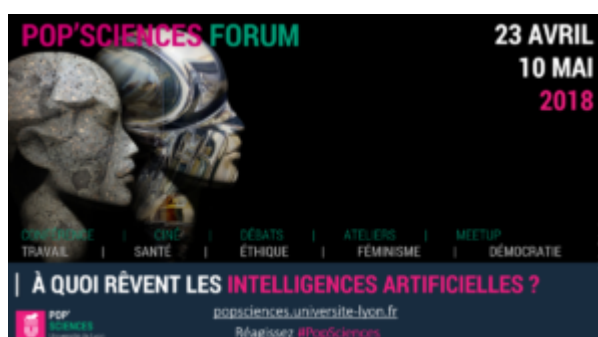 POP'SCIENCES FORUM
23 AVRIL
10 MAI
2018
CONFÉRENCE | CINÉ | DÉBATS | ATELIERS | MEETUP
TRAVAIL | SANTÉ | ÉTHIQUE | FÉMINISME | DÉMOCRATIE
| À QUOI RÊVENT LES INTELLIGENCES ARTIFICIELLES ?
popsciences.universite-lyon.fr
Réagissez #PopSciences
POP'
SCIENCES